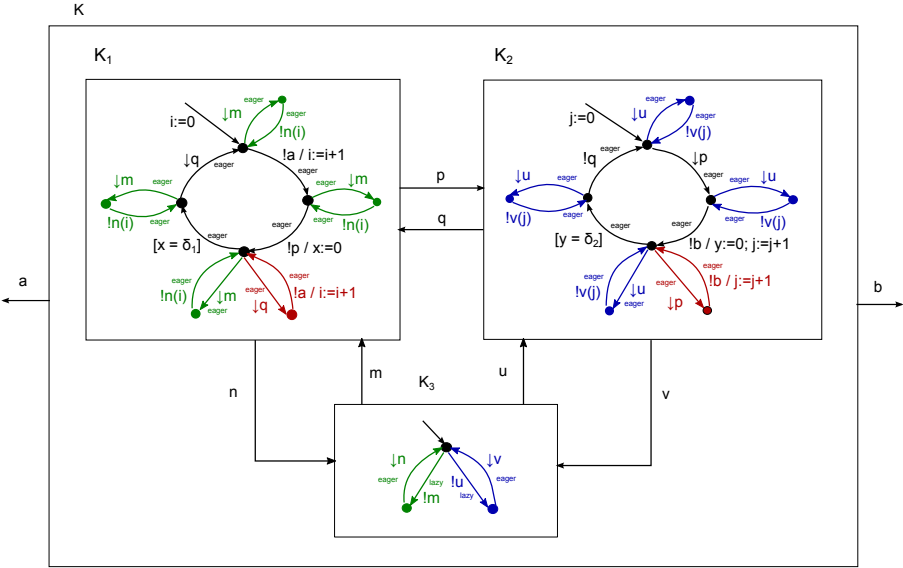 K
K₁
K₂
i:=0
↓m
eager
eager
!n(i)
↓q
eager
!a / i:=i+1
eager
↓m
eager
eager
!n(i)
eager
↓m
eager
!n(i)
[x = δ₁]
eager
eager
!p / x:=0
eager
!n(i)
↓m
eager
eager
↓q
eager
!a / i:=i+1
j:=0
↓u
eager
eager
!v(j)
!q
eager
↓p
eager
↓u
eager
eager
!v(j)
eager
↓u
eager
!v(j)
[y = δ₂]
eager
eager
!b / y:=0; j:=j+1
eager
!v(j)
↓u
eager
eager
↓p
eager
!b / j:=j+1
p
q
a
b
n
m
u
v
K₃
↓n
eager
lazy
!m
!u
lazy
↓v
eager